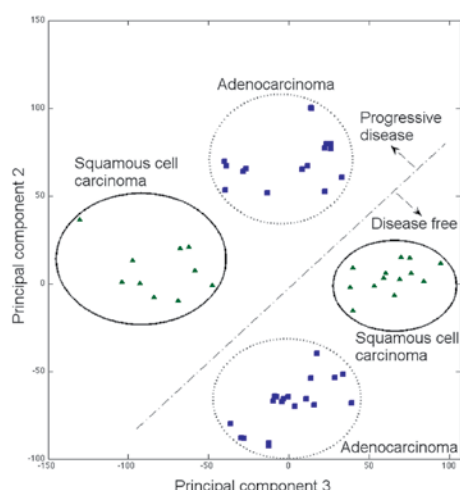 150
100
50
0
-50
-100
-150
-100
-50
0
50
100
Principal component 2
Principal component 3
Adenocarcinoma
Progressive
disease
Squamous cell
carcinoma
Disease free
Squamous cell
carcinoma
Adenocarcinoma